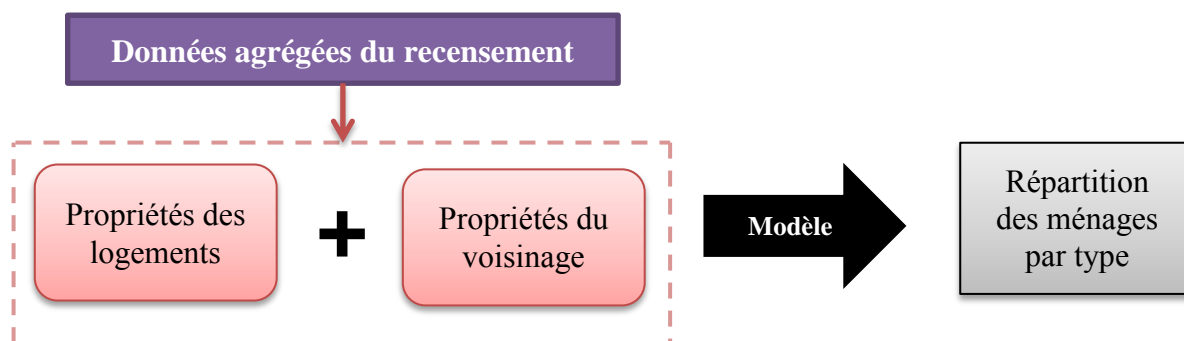 Données agrégées du recensement
Propriétés des
logements
+
Propriétés du
voisinage
Modèle
Répartition
des ménages
par type